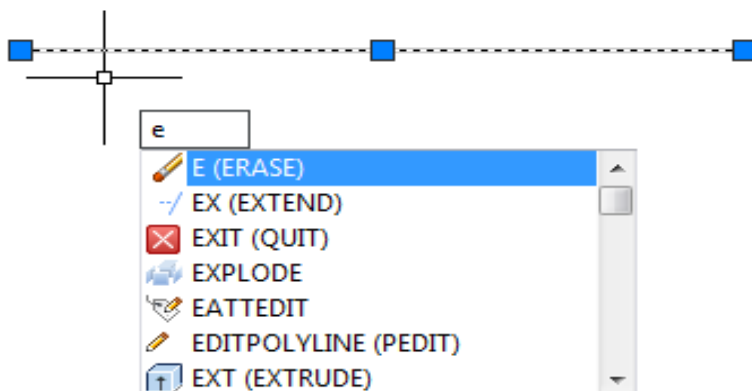 e
E (ERASE)
EX (EXTEND)
EXIT (QUIT)
EXPLODE
EATTEDIT
EDITPOLYLINE (PEDIT)
EXT (EXTRUDE)